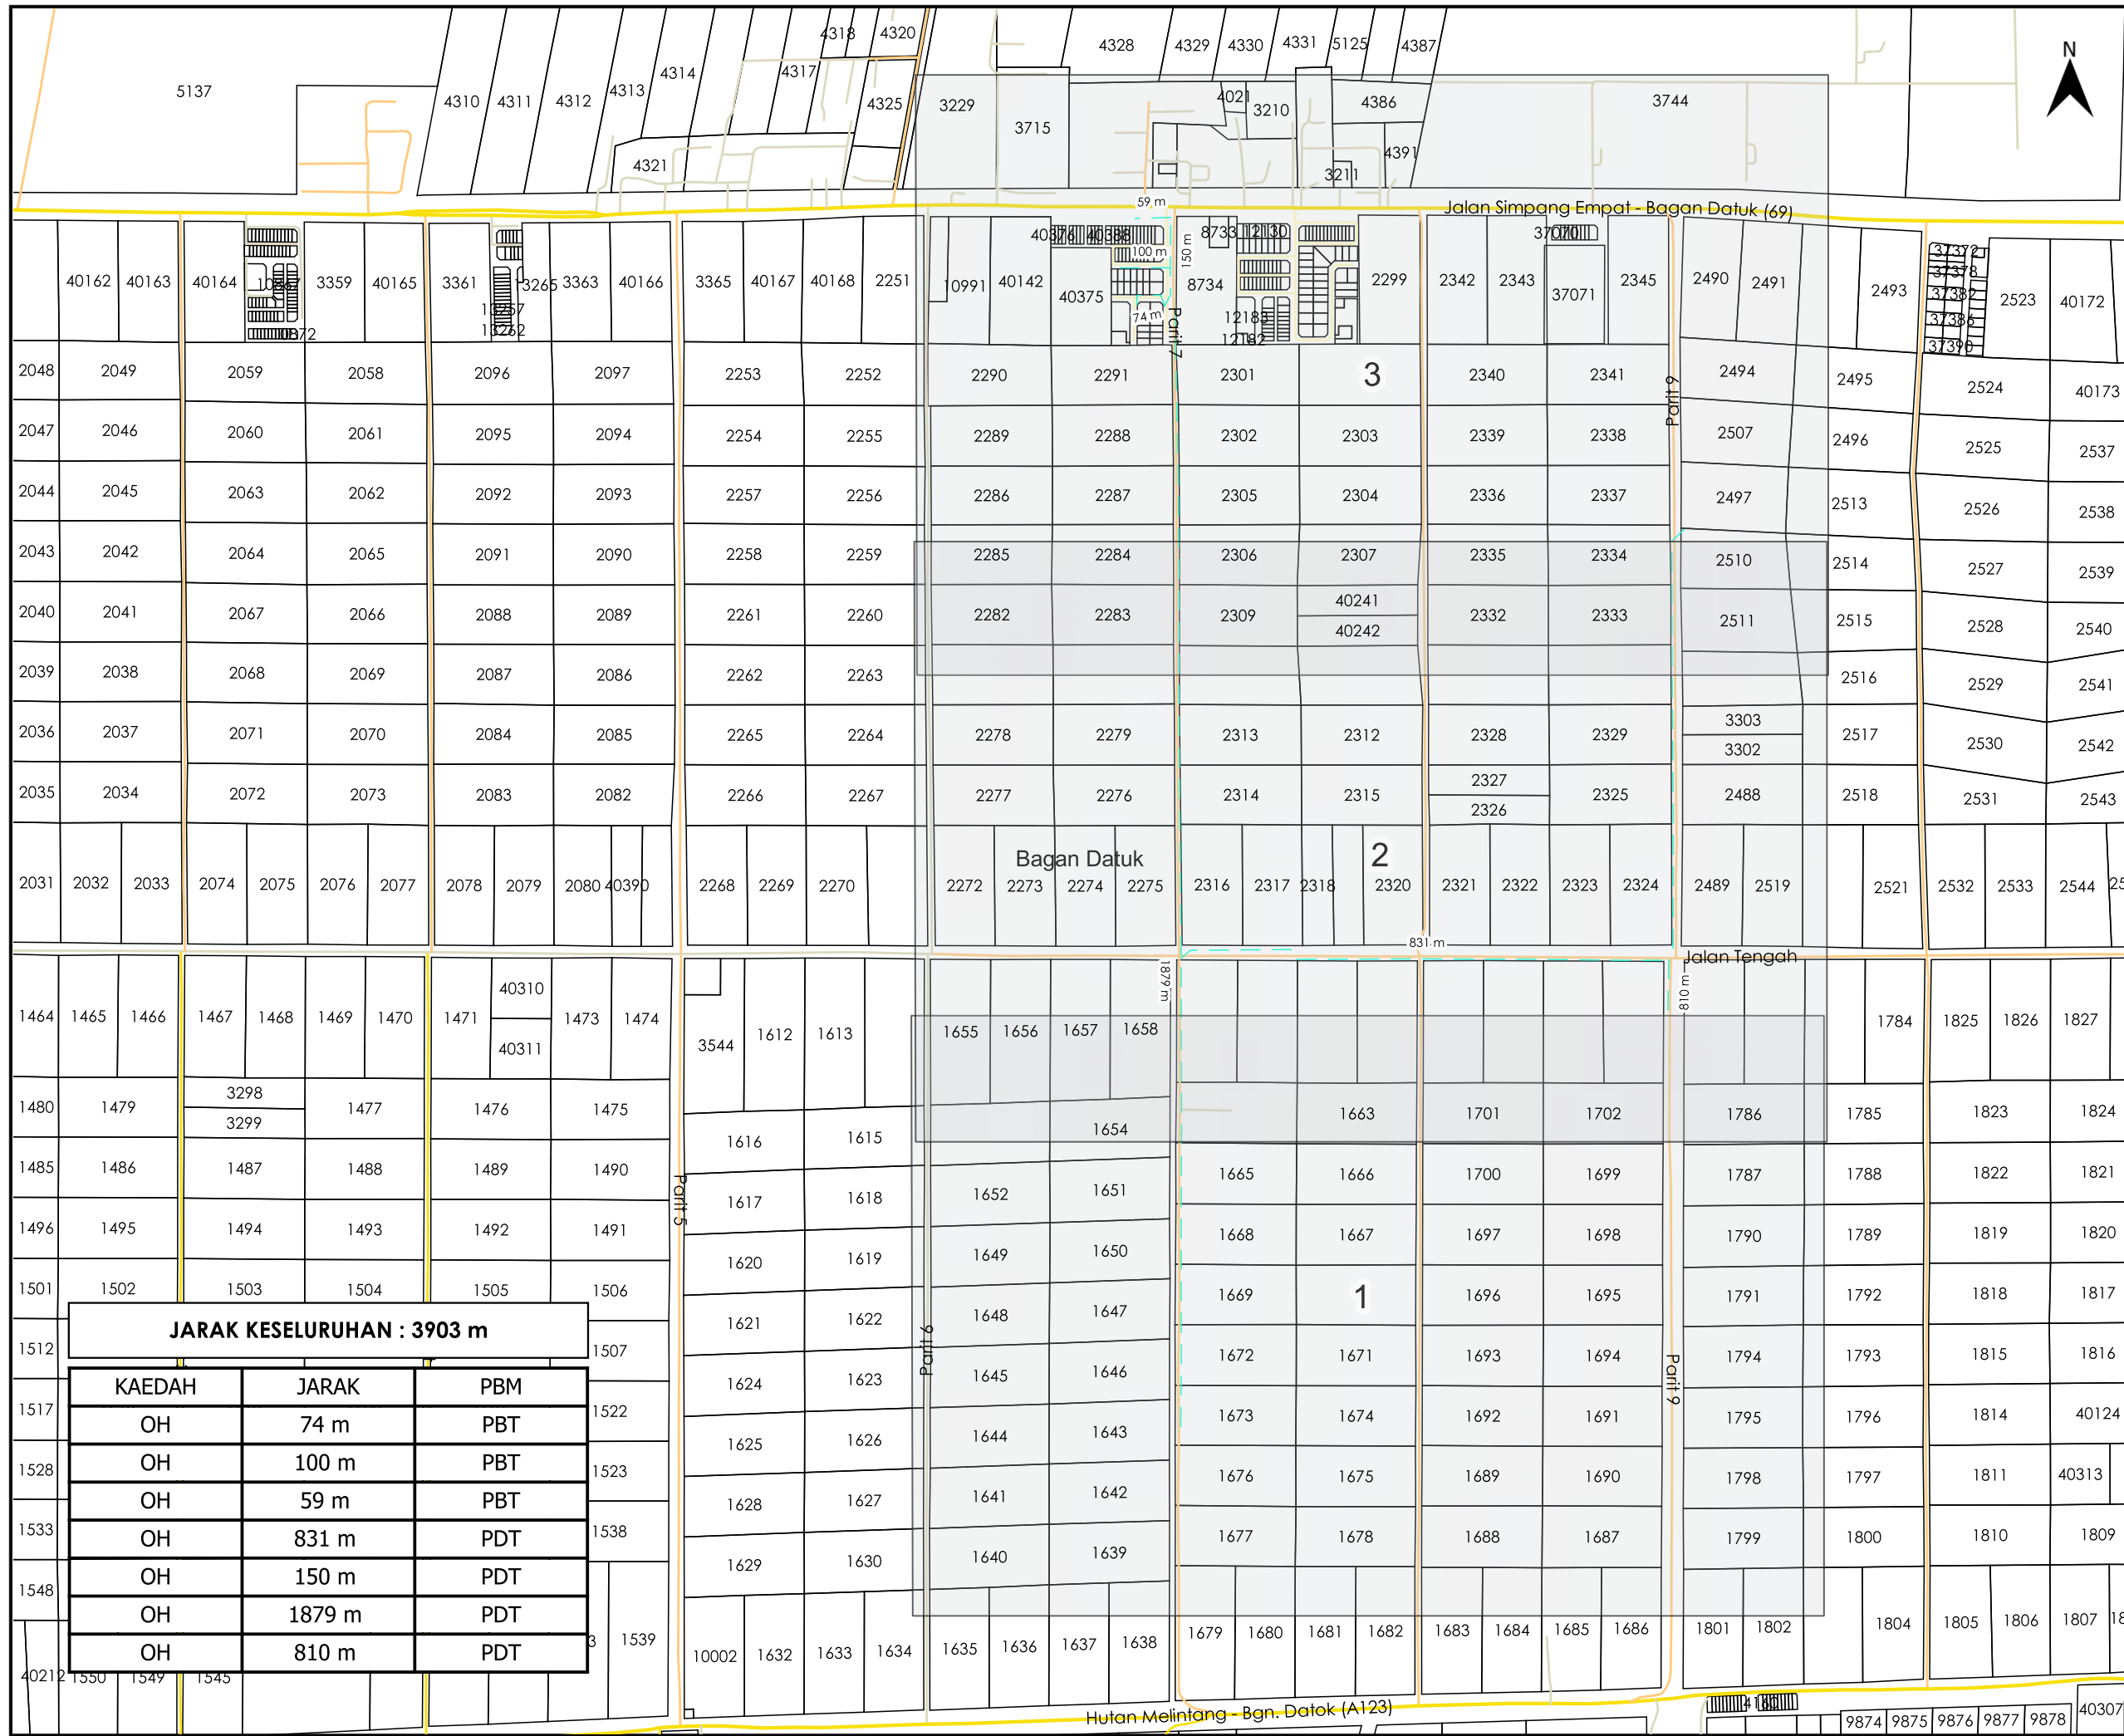 4318 4320
4328 4329 4330 4331 5125 4387
N
5137
4314 4317
4310 4311 4312 4313 4325 3229
4021 3210 4386 3744
3715
4321 3211 4391
59 m
Jalan Simpang Empat - Bagan Datuk (69)
40376 40388 8733 12130 37070
100 m 150 m
40162 40163 40164 10867 3359 40165 3361 13265 3363 40166 3365 40167 40168 2251 10991 40142 40375 8734 2299 2342 2343 37071 2345 2490 2491 2493 2523 40172
37372
37378
37382
37386
37390
13257
13262
74 m
Parit 7
12183
12182
2048 2049 2059 2058 2096 2097 2253 2252 2290 2291 2301 3 2340 2341 2494 2495 2524 40173
Parit 9
2047 2046 2060 2061 2095 2094 2254 2255 2289 2288 2302 2303 2339 2338 2507 2496 2525 2537
2044 2045 2063 2062 2092 2093 2257 2256 2286 2287 2305 2304 2336 2337 2497 2513 2526 2538
2043 2042 2064 2065 2091 2090 2258 2259 2285 2284 2306 2307 2335 2334 2510 2514 2527 2539
40241
2040 2041 2067 2066 2088 2089 2261 2260 2282 2283 2309 2332 2333 2511 2515 2528 2540
40242
2039 2038 2068 2069 2087 2086 2262 2263 2516 2529 2541
3303
2036 2037 2071 2070 2084 2085 2265 2264 2278 2279 2313 2312 2328 2329 2517 2530 2542
3302
2327
2035 2034 2072 2073 2083 2082 2266 2267 2277 2276 2314 2315 2325 2488 2518 2531 2543
2326
Bagan Datuk 2
2031 2032 2033 2074 2075 2076 2077 2078 2079 2080 40390 2268 2269 2270 2272 2273 2274 2275 2316 2317 2318 2320 2321 2322 2323 2324 2489 2519 2521 2532 2533 2544
831 m
Jalan Tengah
1879 m 810 m
40310
1464 1465 1466 1467 1468 1469 1470 1471 1473 1474 3544 1612 1613 1655 1656 1657 1658 1784 1825 1826 1827
40311
3298
1480 1479 1477 1476 1475 1616 1615 1654 1663 1701 1702 1786 1785 1823 1824
3299
1485 1486 1487 1488 1489 1490 1617 1618 1652 1651 1665 1666 1700 1699 1787 1788 1822 1821
Parit 5
1496 1495 1494 1493 1492 1491 1620 1619 1649 1650 1668 1667 1697 1698 1790 1789 1819 1820
1501 1502 1503 1504 1505 1506 1621 1622 1648 1647 1669 1 1696 1695 1791 1792 1818 1817
JARAK KESELURUHAN : 3903 m
1512 1507 1624 1623 1645 1646 1672 1671 1693 1694 1794 1793 1815 1816
Parit 6 Parit 9
KAEDAH JARAK PBM
OH 74 m PBT
OH 100 m PBT
OH 59 m PBT
OH 831 m PDT
OH 150 m PDT
OH 1879 m PDT
OH 810 m PDT
1517 1522 1625 1626 1644 1643 1673 1674 1692 1691 1795 1796 1814 40124
1528 1523 1628 1627 1641 1642 1676 1675 1689 1690 1798 1797 1811 40313
1533 1538 1629 1630 1640 1639 1677 1678 1688 1687 1799 1800 1810 1809
1548
1539 10002 1632 1633 1634 1635 1636 1637 1638 1679 1680 1681 1682 1683 1684 1685 1686 1801 1802 1804 1805 1806 1807
40212 1550 1549 1545
Hutan Melintang - Bgn. Datok (A123)
40307
9874 9875 9876 9877 9878